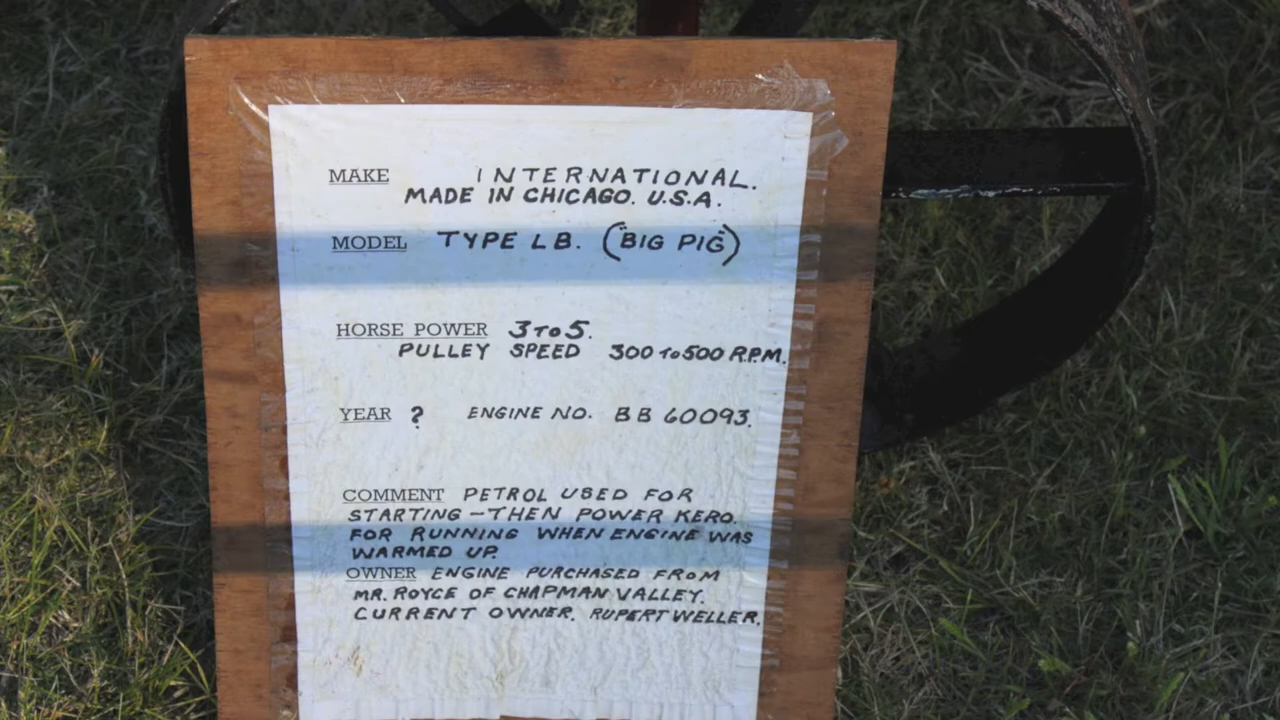 MAKE INTERNATIONAL.
MADE IN CHICAGO. U.S.A.
MODEL TYPE LB. ("BIG PIG")
HORSE POWER 3 TO 5.
PULLEY SPEED 300 TO 500 R.P.M.
YEAR ? ENGINE NO. BB 60093.
COMMENT PETROL USED FOR
STARTING - THEN POWER KERO.
FOR RUNNING WHEN ENGINE WAS
WARMED UP.
OWNER ENGINE PURCHASED FROM
MR. ROYCE OF CHAPMAN VALLEY.
CURRENT OWNER. RUPERT WELLER.